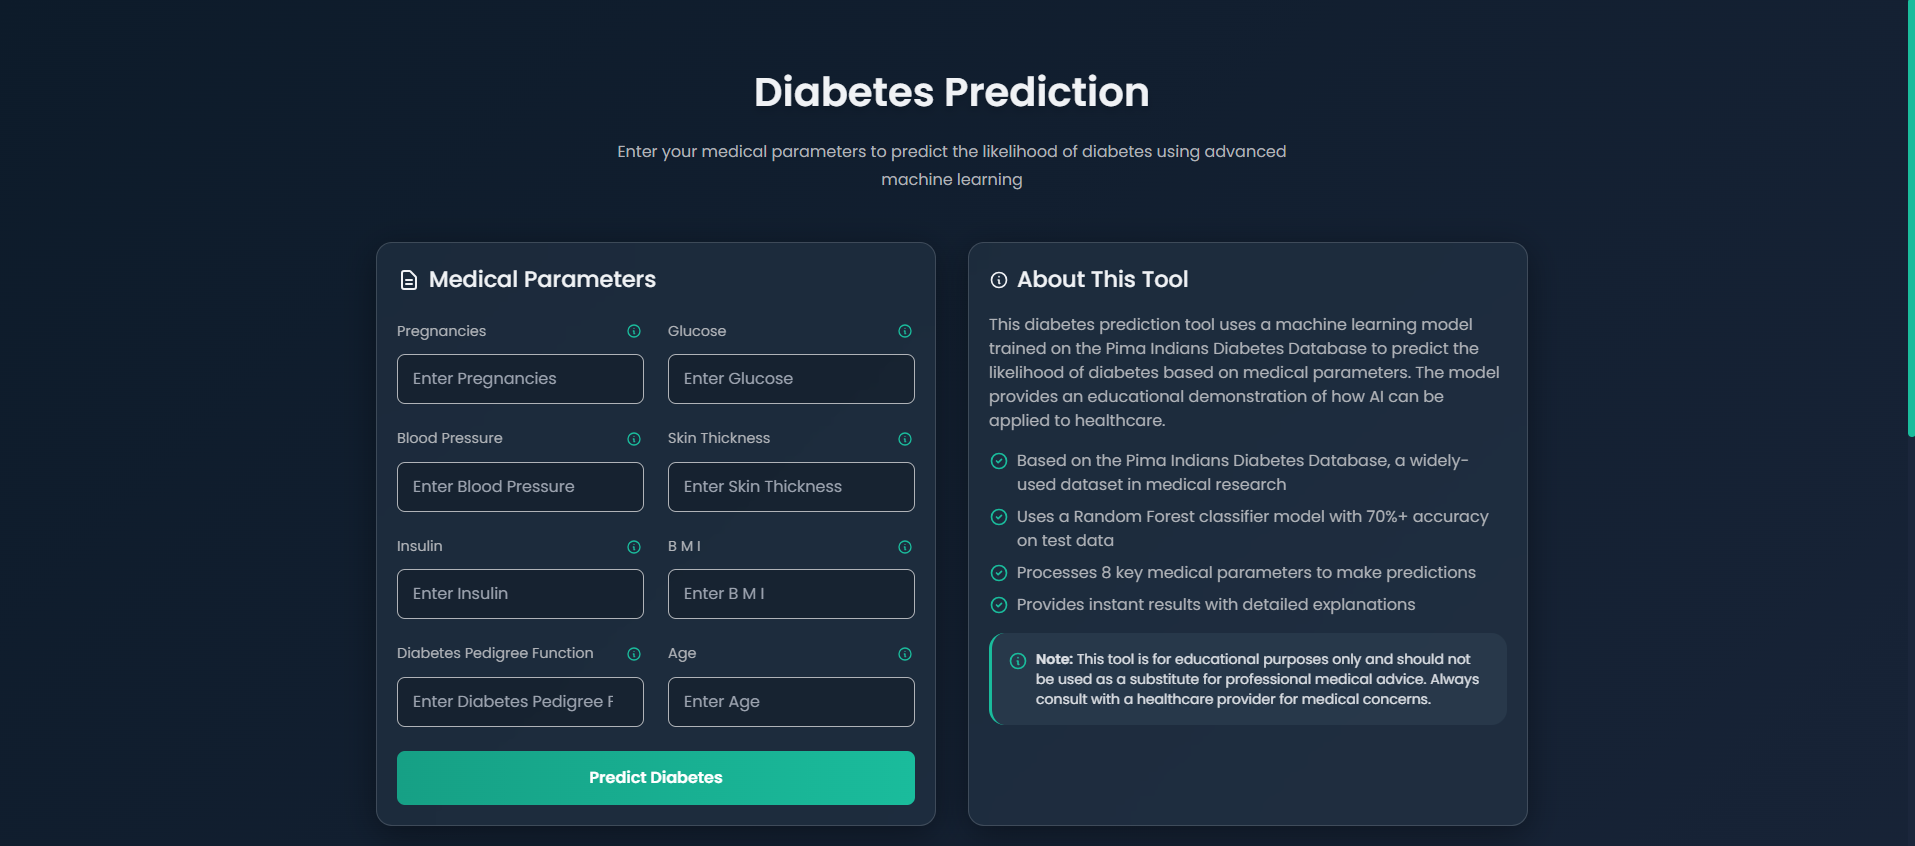 Diabetes Prediction
Enter your medical parameters to predict the likelihood of diabetes using advanced
machine learning
Medical Parameters
Pregnancies
Glucose
Enter Pregnancies
Enter Glucose
Blood Pressure
Skin Thickness
Enter Blood Pressure
Enter Skin Thickness
Insulin
B M I
Enter Insulin
Enter B M I
Diabetes Pedigree Function
Age
Enter Diabetes Pedigree F
Enter Age
Predict Diabetes
About This Tool
This diabetes prediction tool uses a machine learning model
trained on the Pima Indians Diabetes Database to predict the
likelihood of diabetes based on medical parameters. The model
provides an educational demonstration of how AI can be
applied to healthcare.
Based on the Pima Indians Diabetes Database, a widely-
used dataset in medical research
Uses a Random Forest classifier model with 70%+ accuracy
on test data
Processes 8 key medical parameters to make predictions
Provides instant results with detailed explanations
Note: This tool is for educational purposes only and should not
be used as a substitute for professional medical advice. Always
consult with a healthcare provider for medical concerns.